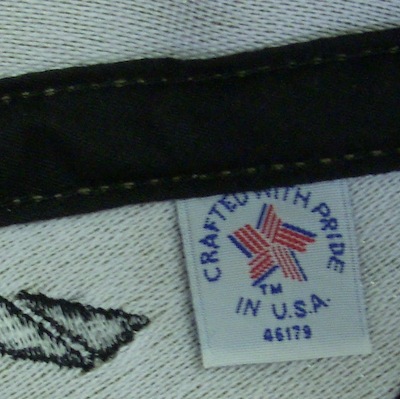 CRAFTED WITH PRIDE
TM
IN U.S.A.
46179